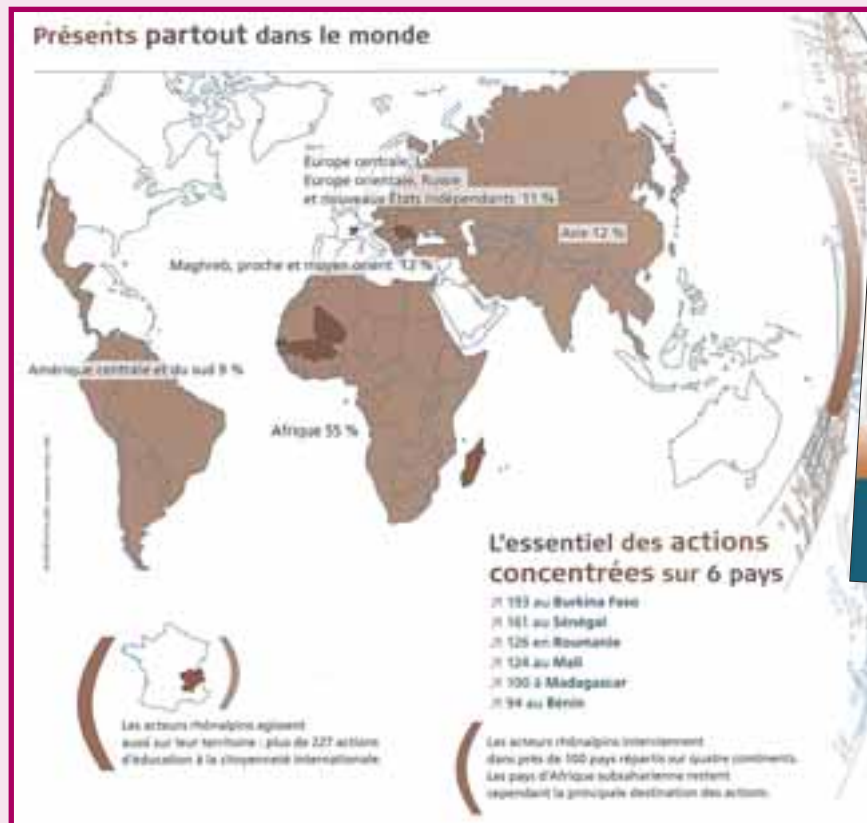 Présents partout dans le monde
Europe centrale,
Europe orientale, Russie
et nouveaux États indépendants 11 %
Asie 12 %
Maghreb, proche et moyen orient 13 %
Amérique centrale et du sud 9 %
Afrique 55 %
L'essentiel des actions
concentrées sur 6 pays
193 au Burkina Faso
161 au Sénégal
126 en Roumanie
124 au Mali
100 à Madagascar
94 au Bénin
Les acteurs rhônalpins agissent
aussi sur leur territoire : plus de 227 actions
d'éducation à la citoyenneté internationale.
Les acteurs rhônalpins interviennent
dans près de 100 pays répartis sur quatre continents.
Les pays d'Afrique subsaharienne restent
cependant la principale destination des actions.